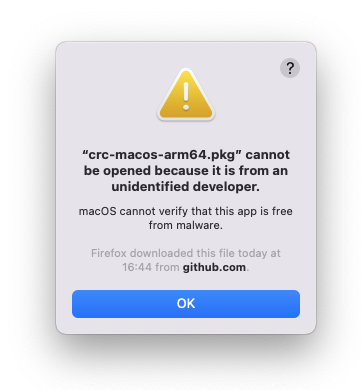 ?
“crc-macos-arm64.pkg” cannot
be opened because it is from an
unidentified developer.
macOS cannot verify that this app is free
from malware.
Firefox downloaded this file today at
16:44 from github.com.
OK